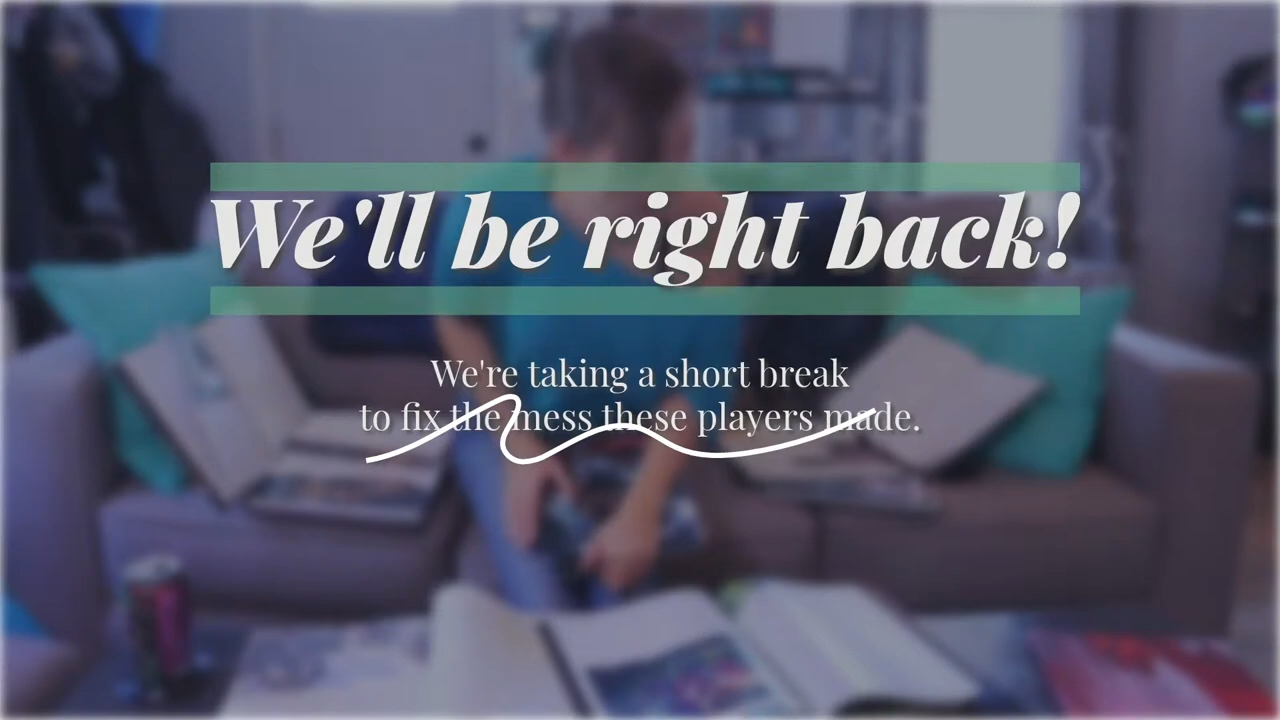 We'll be right back!
We're taking a short break
to fix the mess these players made.